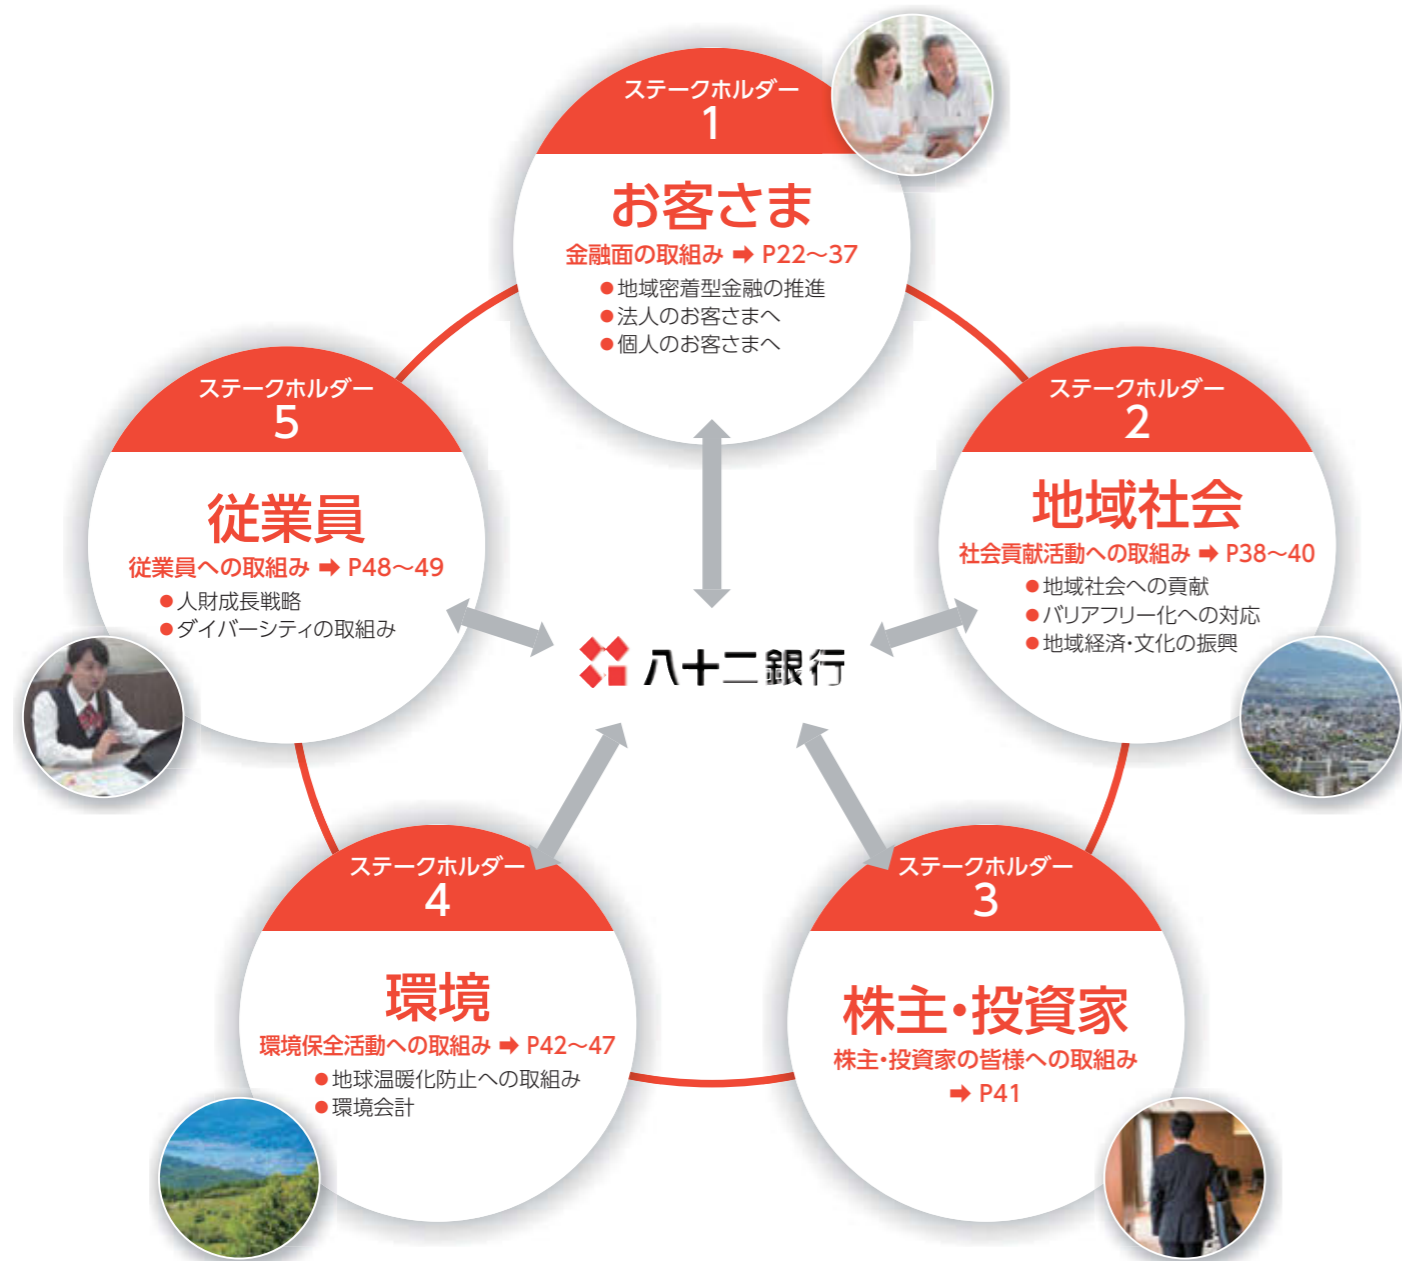 ステークホルダー
1
お客さま
金融面の取組み ➡ P22〜37
●地域密着型金融の推進
●法人のお客さまへ
●個人のお客さまへ
ステークホルダー
2
地域社会
社会貢献活動への取組み ➡ P38〜40
●地域社会への貢献
●バリアフリー化への対応
●地域経済・文化の振興
ステークホルダー
3
株主・投資家
株主・投資家の皆様への取組み
➡ P41
ステークホルダー
4
環境
環境保全活動への取組み ➡ P42〜47
●地球温暖化防止への取組み
●環境会計
ステークホルダー
5
従業員
従業員への取組み ➡ P48〜49
●人財成長戦略
●ダイバーシティの取組み
八十二銀行